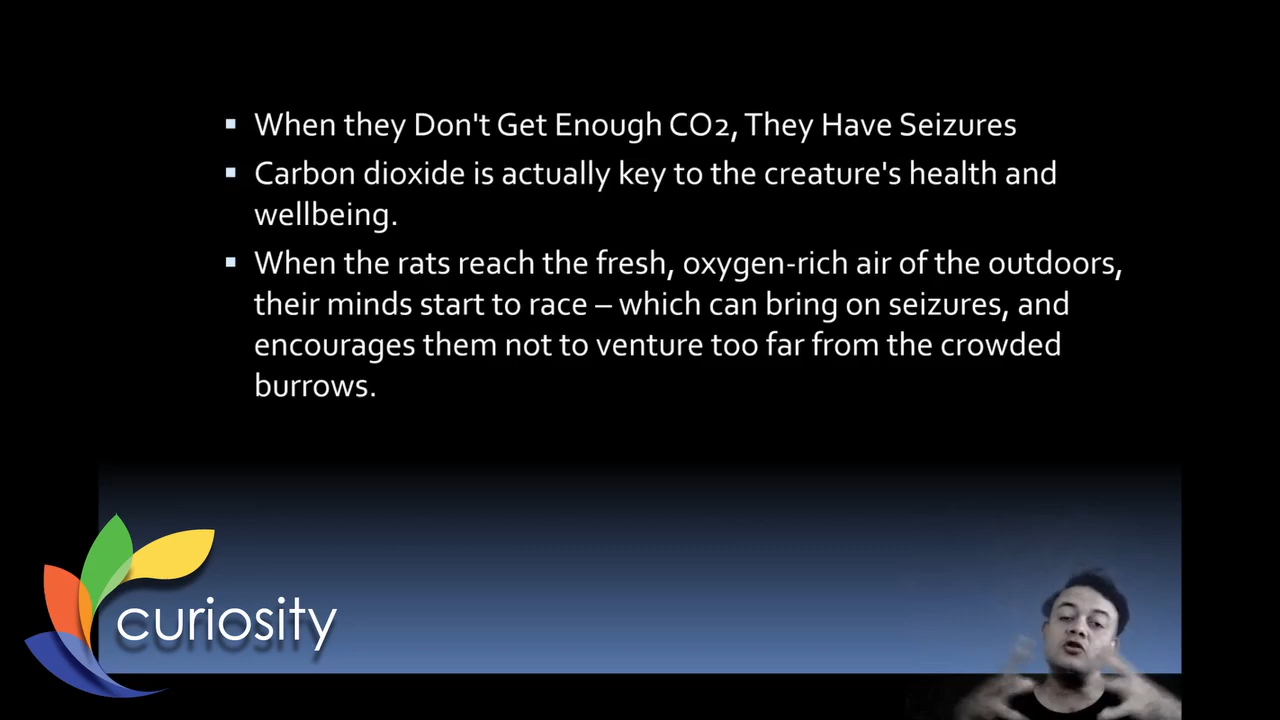 When they Don't Get Enough CO2, They Have Seizures
Carbon dioxide is actually key to the creature's health and
wellbeing.
When the rats reach the fresh, oxygen-rich air of the outdoors,
their minds start to race – which can bring on seizures, and
encourages them not to venture too far from the crowded
burrows.
curiosity